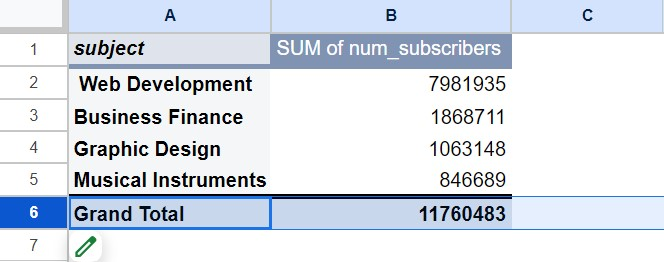 A B C
1 subject SUM of num_subscribers
2 Web Development 7981935
3 Business Finance 1868711
4 Graphic Design 1063148
5 Musical Instruments 846689
6 Grand Total 11760483
7